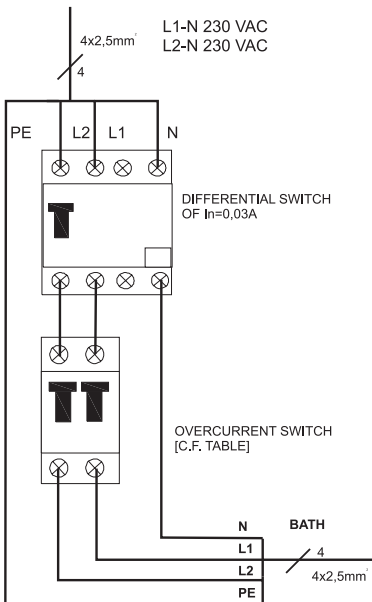 L1-N 230 VAC
L2-N 230 VAC
4x2,5mm²
4
PE
L2
L1
N
DIFFERENTIAL SWITCH
OF In=0,03A
OVERCURRENT SWITCH
[C.F. TABLE]
N
BATH
L1
4
L2
4x2,5mm²
PE